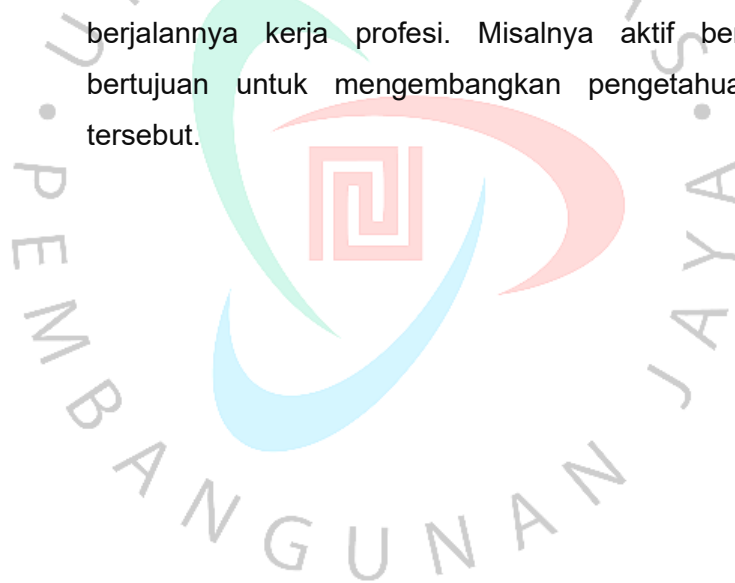 berjalannya kerja profesi. Misalnya aktif
bertujuan untuk mengembangkan
tersebut.
PEMBANGUNAN JAYA